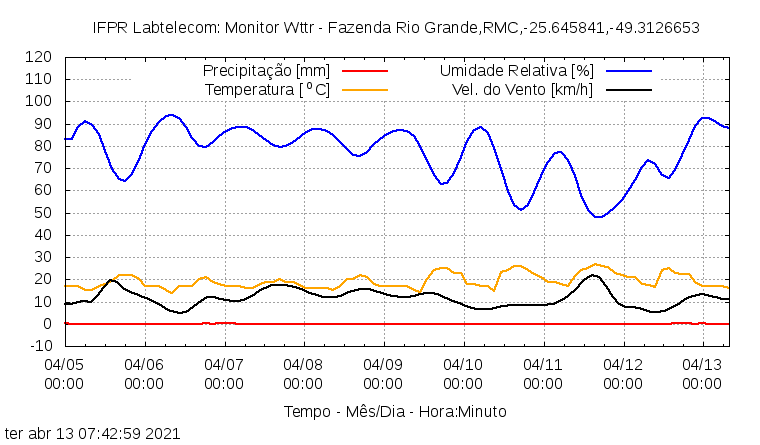 IFPR Labtelecom: Monitor Wttr - Fazenda Rio Grande,RMC,-25.645841,-49.3126653
120
110
100
90
80
70
60
50
40
30
20
10
0
-10
Precipitação [mm]
Temperatura [⁰C]
Umidade Relativa [%]
Vel. do Vento [km/h]
04/05 04/06 04/07 04/08 04/09 04/10 04/11 04/12 04/13
00:00 00:00 00:00 00:00 00:00 00:00 00:00 00:00 00:00
Tempo - Mês/Dia - Hora:Minuto
ter abr 13 07:42:59 2021